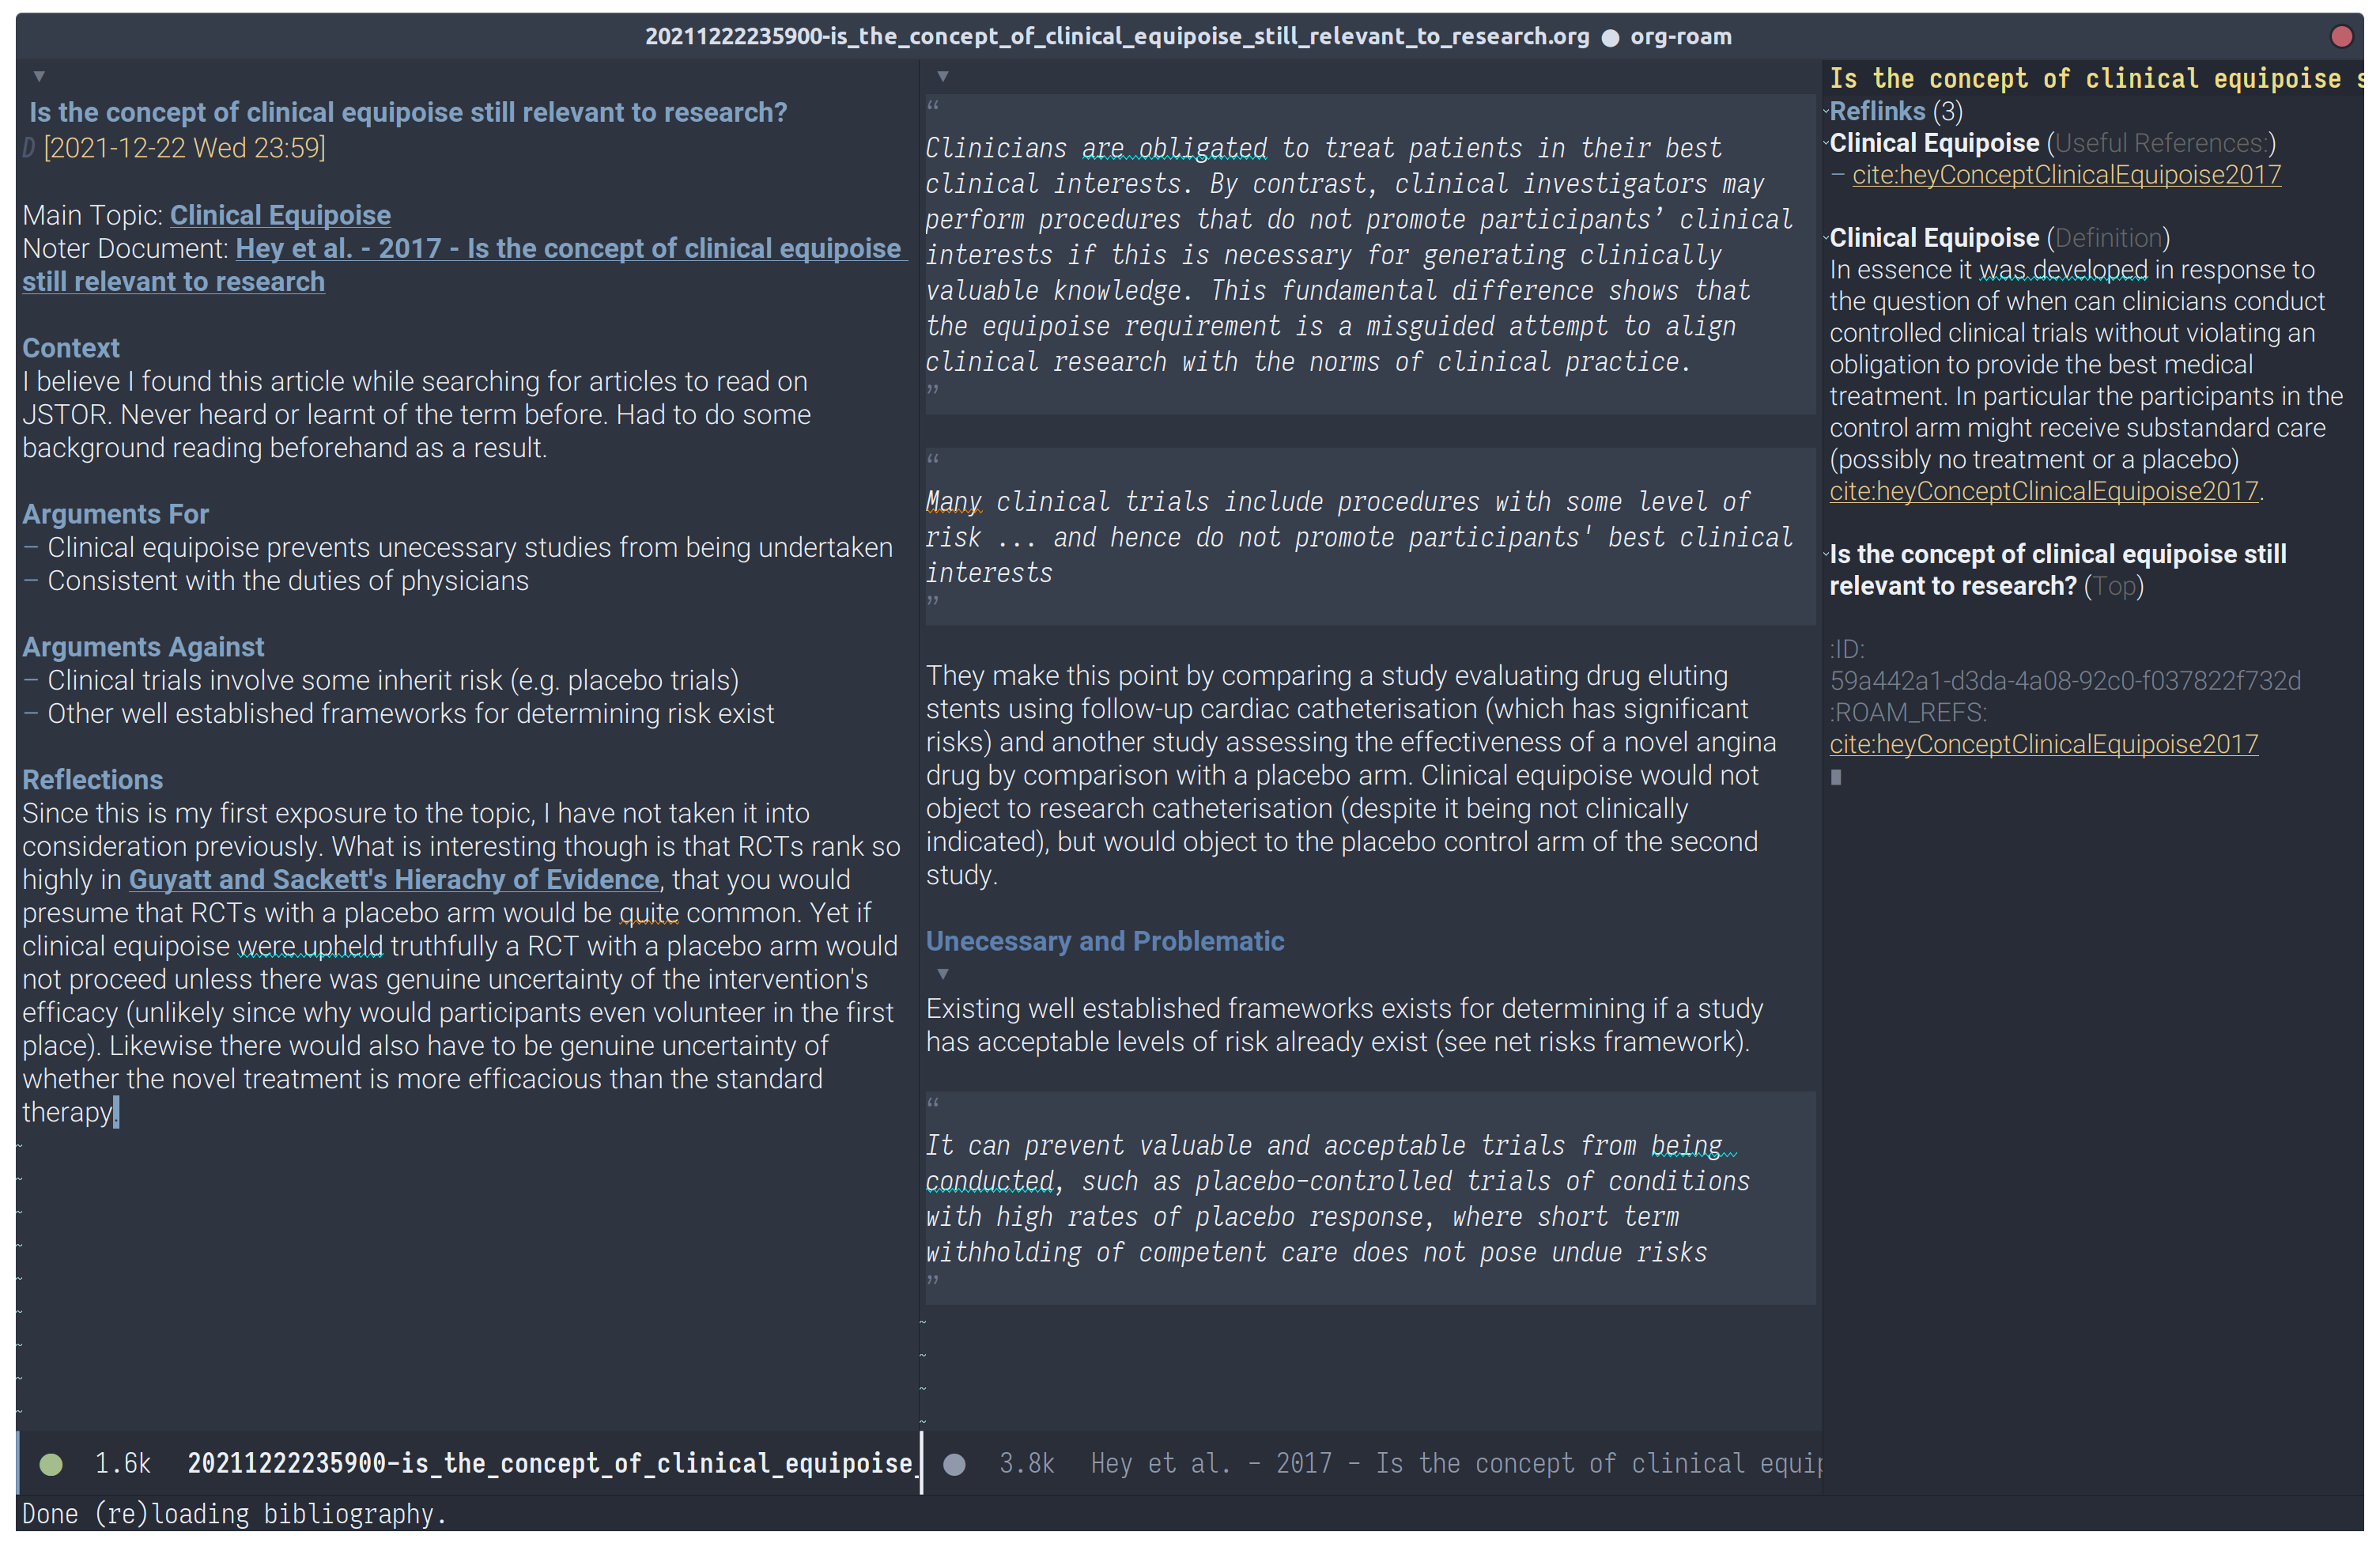 20211222235900-is_the_concept_of_clinical_equipoise_still_relevant_to_research.org ● org-roam
Is the concept of clinical equipoise still relevant to research?
D [2021-12-22 Wed 23:59]
Main Topic: Clinical Equipoise
Noter Document: Hey et al. - 2017 - Is the concept of clinical equipoise
still relevant to research
Context
I believe I found this article while searching for articles to read on
JSTOR. Never heard or learnt of the term before. Had to do some
background reading beforehand as a result.
Arguments For
– Clinical equipoise prevents unecessary studies from being undertaken
– Consistent with the duties of physicians
Arguments Against
– Clinical trials involve some inherit risk (e.g. placebo trials)
– Other well established frameworks for determining risk exist
Reflections
Since this is my first exposure to the topic, I have not taken it into
consideration previously. What is interesting though is that RCTs rank so
highly in Guyatt and Sackett's Hierachy of Evidence, that you would
presume that RCTs with a placebo arm would be quite common. Yet if
clinical equipoise were upheld truthfully a RCT with a placebo arm would
not proceed unless there was genuine uncertainty of the intervention's
efficacy (unlikely since why would participants even volunteer in the first
place). Likewise there would also have to be genuine uncertainty of
whether the novel treatment is more efficacious than the standard
therapy.
~
~
~
~
~
~
~
~
~
● 1.6k 20211222235900-is_the_concept_of_clinical_equipoise_
“
Clinicians are obligated to treat patients in their best
clinical interests. By contrast, clinical investigators may
perform procedures that do not promote participants’ clinical
interests if this is necessary for generating clinically
valuable knowledge. This fundamental difference shows that
the equipoise requirement is a misguided attempt to align
clinical research with the norms of clinical practice.
”
“
Many clinical trials include procedures with some level of
risk ... and hence do not promote participants' best clinical
interests
”
They make this point by comparing a study evaluating drug eluting
stents using follow-up cardiac catheterisation (which has significant
risks) and another study assessing the effectiveness of a novel angina
drug by comparison with a placebo arm. Clinical equipoise would not
object to research catheterisation (despite it being not clinically
indicated), but would object to the placebo control arm of the second
study.
Unecessary and Problematic
Existing well established frameworks exists for determining if a study
has acceptable levels of risk already exist (see net risks framework).
“
It can prevent valuable and acceptable trials from being
conducted, such as placebo-controlled trials of conditions
with high rates of placebo response, where short term
withholding of competent care does not pose undue risks
”
~
~
~
~
● 3.8k Hey et al. - 2017 - Is the concept of clinical equip
Is the concept of clinical equipoise s
Reflinks (3)
Clinical Equipoise (Useful References:)
– cite:heyConceptClinicalEquipoise2017
Clinical Equipoise (Definition)
In essence it was developed in response to
the question of when can clinicians conduct
controlled clinical trials without violating an
obligation to provide the best medical
treatment. In particular the participants in the
control arm might receive substandard care
(possibly no treatment or a placebo)
cite:heyConceptClinicalEquipoise2017.
Is the concept of clinical equipoise still
relevant to research? (Top)
:ID:
59a442a1-d3da-4a08-92c0-f037822f732d
:ROAM_REFS:
cite:heyConceptClinicalEquipoise2017
Done (re)loading bibliography.